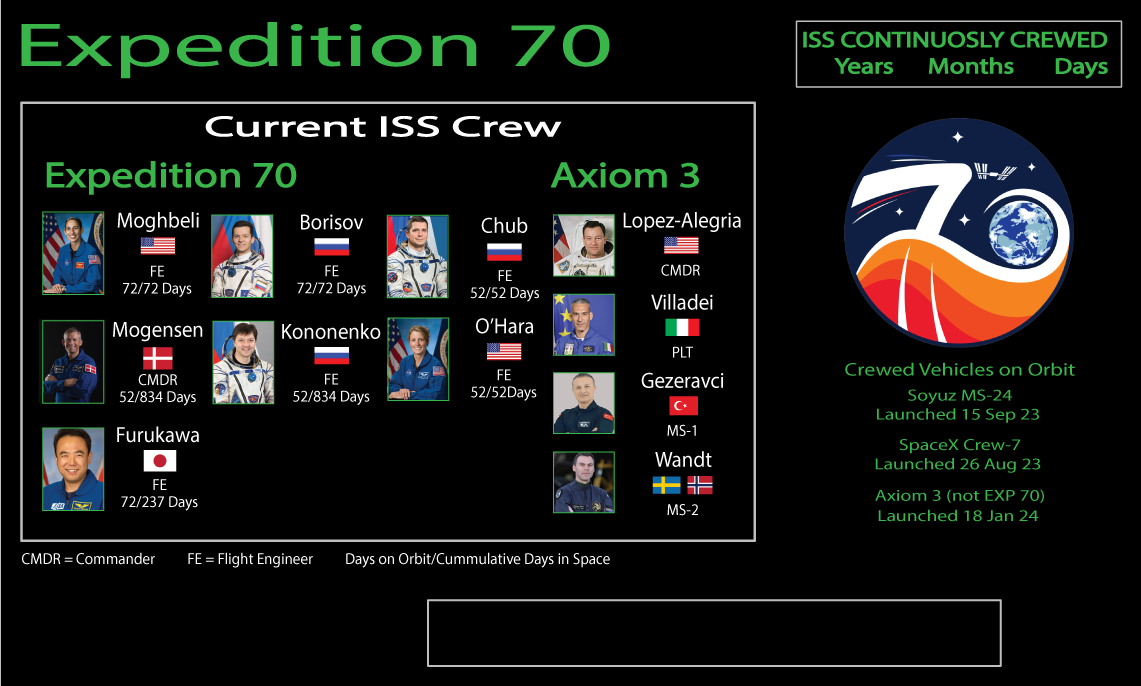 Expedition 70
ISS CONTINUOSLY CREWED
Years Months Days
Current ISS Crew
Expedition 70
Moghbeli
FE
72/72 Days
Borisov
FE
72/72 Days
Chub
FE
52/52 Days
Mogensen
CMDR
52/834 Days
Kononenko
FE
52/834 Days
O'Hara
FE
52/52Days
Furukawa
FE
72/237 Days
Axiom 3
Lopez-Alegria
CMDR
Villadei
PLT
Gezeravci
MS-1
Wandt
MS-2
70
Crewed Vehicles on Orbit
Soyuz MS-24
Launched 15 Sep 23
SpaceX Crew-7
Launched 26 Aug 23
Axiom 3 (not EXP 70)
Launched 18 Jan 24
CMDR = Commander FE = Flight Engineer Days on Orbit/Cummulative Days in Space